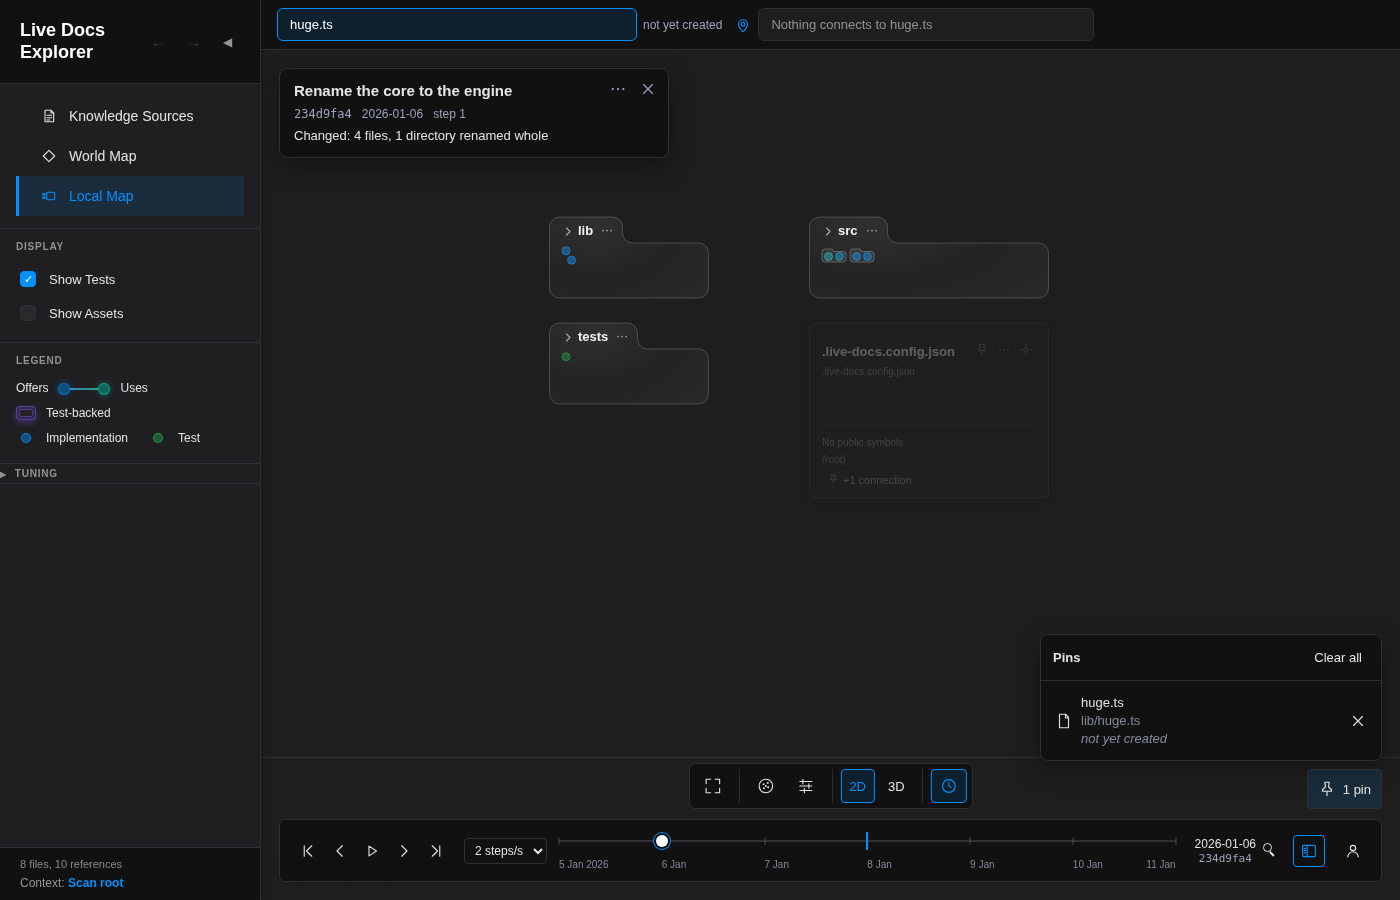 Live Docs
Explorer
← → ◀
Knowledge Sources
World Map
Local Map
DISPLAY
✓ Show Tests
Show Assets
LEGEND
Offers Uses
Test-backed
Implementation Test
▶ TUNING
8 files, 10 references
Context: Scan root
huge.ts not yet created Nothing connects to huge.ts
Rename the core to the engine ···
234d9fa4 2026-01-06 step 1
Changed: 4 files, 1 directory renamed whole
lib ···
src ···
tests ···
.live-docs.config.json ···
.live-docs.config.json
No public symbols
(root)
+1 connection
Pins Clear all
huge.ts
lib/huge.ts
not yet created
2D 3D
1 pin
2 steps/s
5 Jan 2026 6 Jan 7 Jan 8 Jan 9 Jan 10 Jan 11 Jan
2026-01-06
234d9fa4